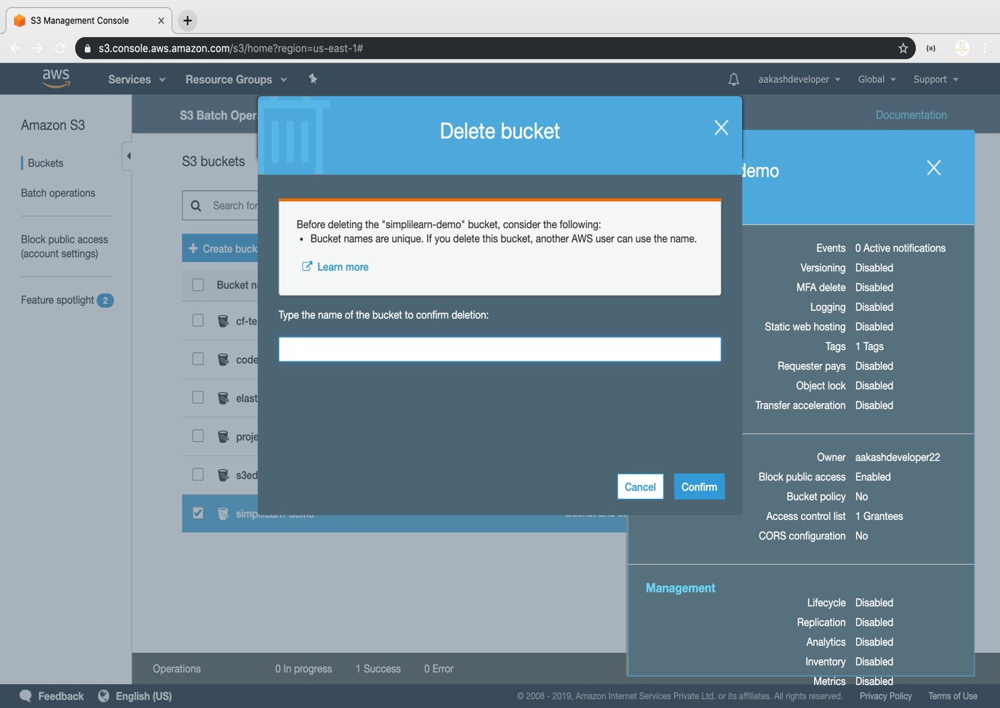 S3 Management Console
s3.console.aws.amazon.com/s3/home?region=us-east-1#
aws
Services
Resource Groups
aakashdeveloper
Global
Support
Amazon S3
Buckets
Batch operations
Block public access
(account settings)
Feature spotlight 2
S3 Batch Oper
Documentation
S3 buckets
Search for
Create buck
Bucket n
cf-te
code
elast
proje
s3ed
simplilearn-demo
Delete bucket
Before deleting the "simplilearn-demo" bucket, consider the following:
• Bucket names are unique. If you delete this bucket, another AWS user can use the name.
Learn more
Type the name of the bucket to confirm deletion:
Cancel
Confirm
demo
Events 0 Active notifications
Versioning Disabled
MFA delete Disabled
Logging Disabled
Static web hosting Disabled
Tags 1 Tags
Requester pays Disabled
Object lock Disabled
Transfer acceleration Disabled
Owner aakashdeveloper22
Block public access Enabled
Bucket policy No
Access control list 1 Grantees
CORS configuration No
Management
Lifecycle Disabled
Replication Disabled
Analytics Disabled
Inventory Disabled
Metrics Disabled
Operations 0 In progress 1 Success 0 Error
Feedback English (US)
© 2008 - 2019, Amazon Internet Services Private Ltd. or its affiliates. All rights reserved. Privacy Policy Terms of Use